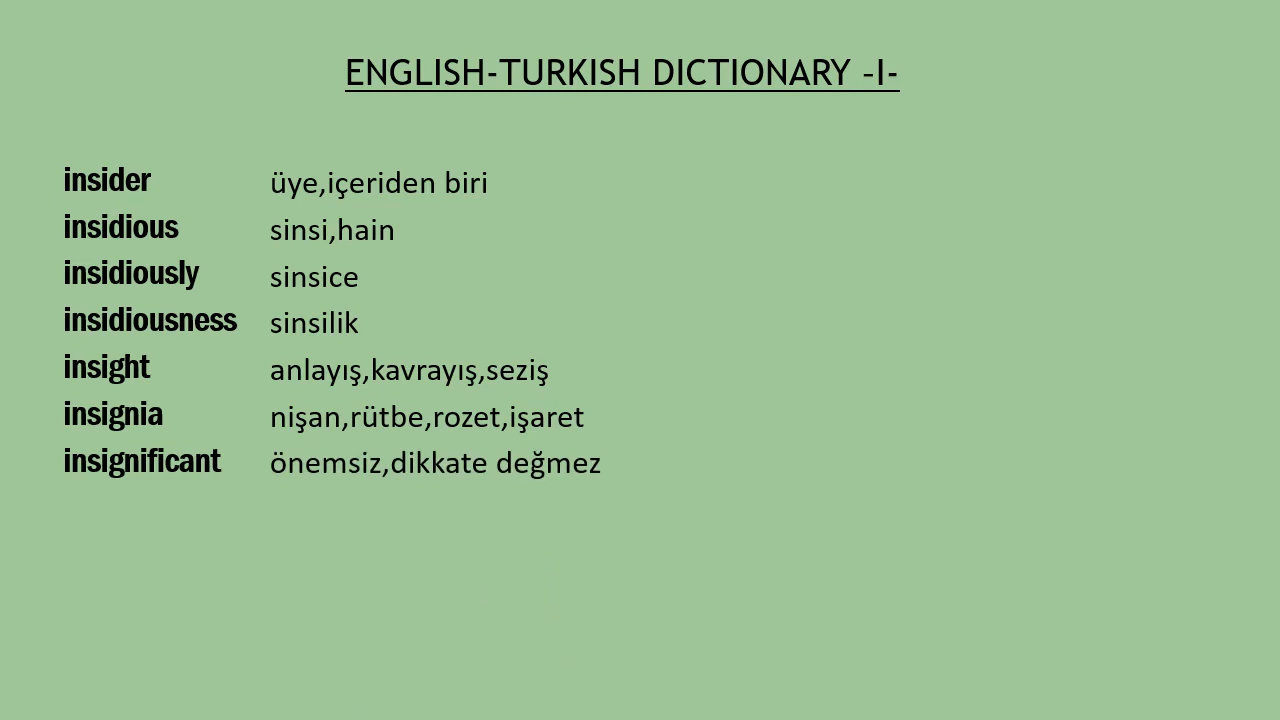 ENGLISH-TURKISH DICTIONARY –I-
insider üye,içeriden biri
insidious sinsi,hain
insidiously sinsice
insidiousness sinsilik
insight anlayış,kavrayış,seziş
insignia nişan,rütbe,rozet,işaret
insignificant önemsiz,dikkate değmez